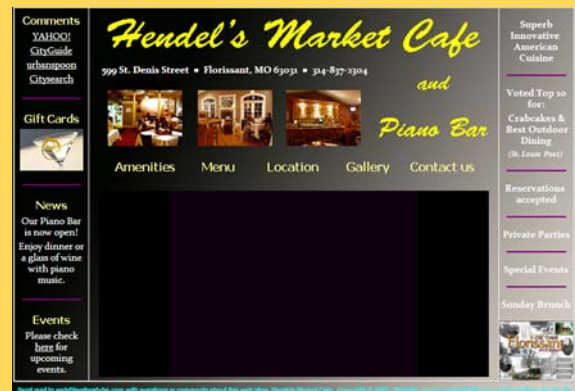 Comments
YAHOO!
CityGuide
urbanspoon
Citysearch
Gift Cards
News
Our Piano Bar
is now open!
Enjoy dinner or
a glass of wine
with piano
music.
Events
Please check
here for
upcoming
events.
Hendel's Market Cafe
599 St. Denis Street • Florissant, MO 63031 • 314-837-2304
and
Piano Bar
Amenities Menu Location Gallery Contact us
Superb
Innovative
American
Cuisine
Voted Top 10
for:
Crabcakes &
Best Outdoor
Dining
(St. Louis Post)
Reservations
accepted
Private Parties
Special Events
Sunday Brunch
Florissant